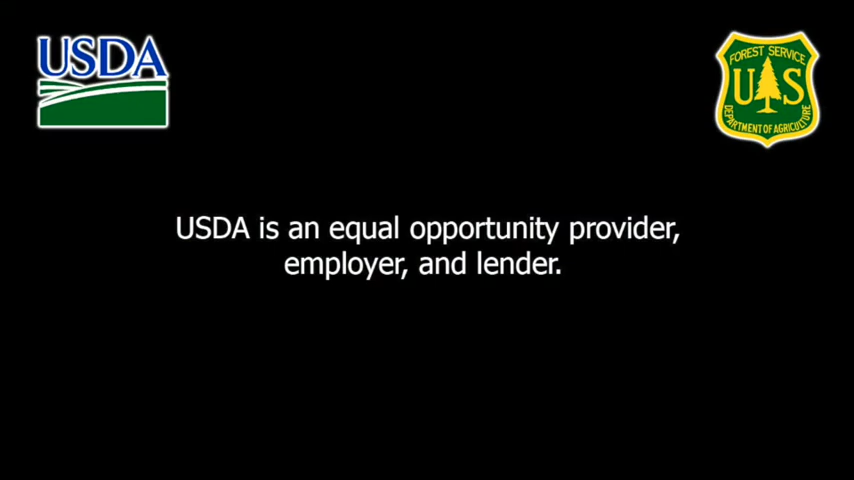 USDA
FOREST SERVICE
U S
DEPARTMENT OF AGRICULTURE
USDA is an equal opportunity provider,
employer, and lender.